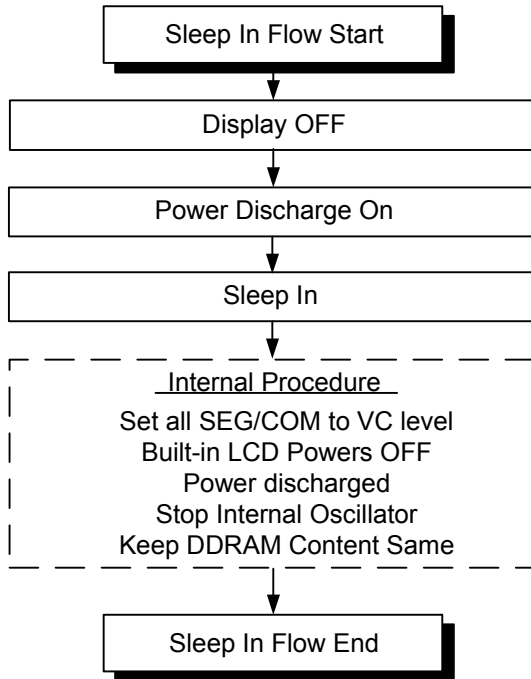 Sleep In Flow Start
Display OFF
Power Discharge On
Sleep In
Internal Procedure
Set all SEG/COM to VC level
Built-in LCD Powers OFF
Power discharged
Stop Internal Oscillator
Keep DDRAM Content Same
Sleep In Flow End